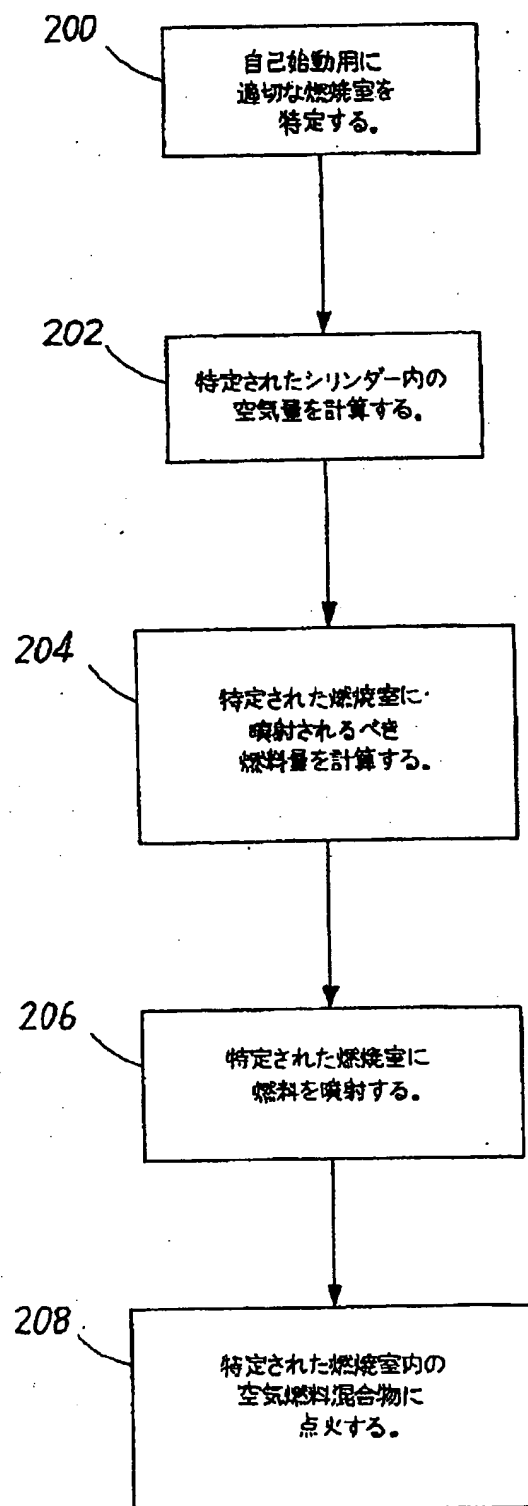 200
自己始動用に
適切な燃焼室を
特定する。
202
特定されたシリンダー内の
空気量を計算する。
204
特定された燃焼室に
噴射されるべき
燃料量を計算する。
206
特定された燃焼室に
燃料を噴射する。
208
特定された燃焼室内の
空気燃料混合物に
点火する。